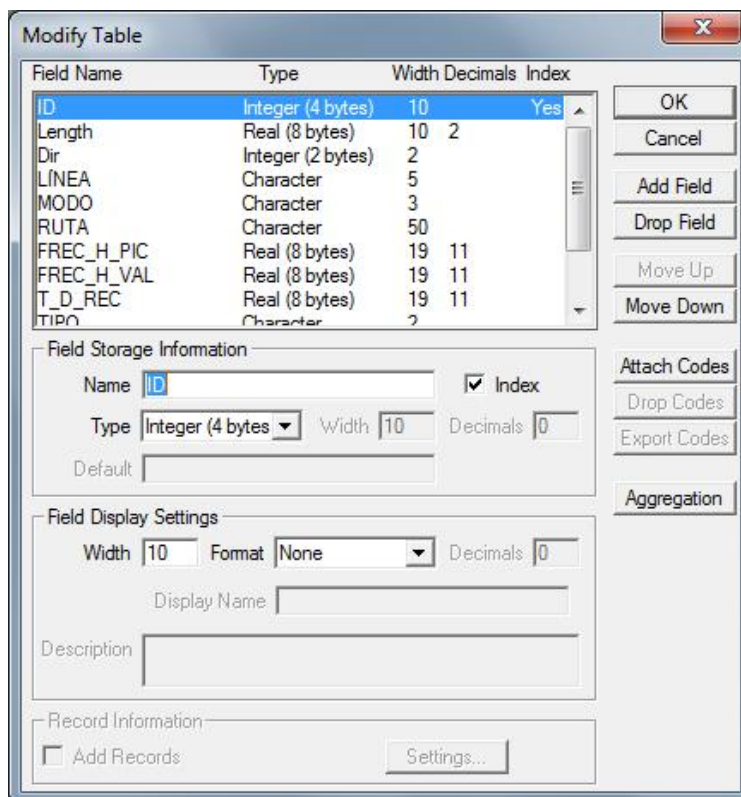 Modify Table
Field Name Type Width Decimals Index
ID Integer (4 bytes) 10 Yes
Length Real (8 bytes) 10 2
Dir Integer (2 bytes) 2
LÍNEA Character 5
MODO Character 3
RUTA Character 50
FREC_H_PIC Real (8 bytes) 19 11
FREC_H_VAL Real (8 bytes) 19 11
T_D_REC Real (8 bytes) 19 11
TIPO Character 2
OK
Cancel
Add Field
Drop Field
Move Up
Move Down
Attach Codes
Drop Codes
Export Codes
Aggregation
Field Storage Information
Name ID Index
Type Integer (4 bytes Width 10 Decimals 0
Default
Field Display Settings
Width 10 Format None Decimals 0
Display Name
Description
Record Information
Add Records Settings...